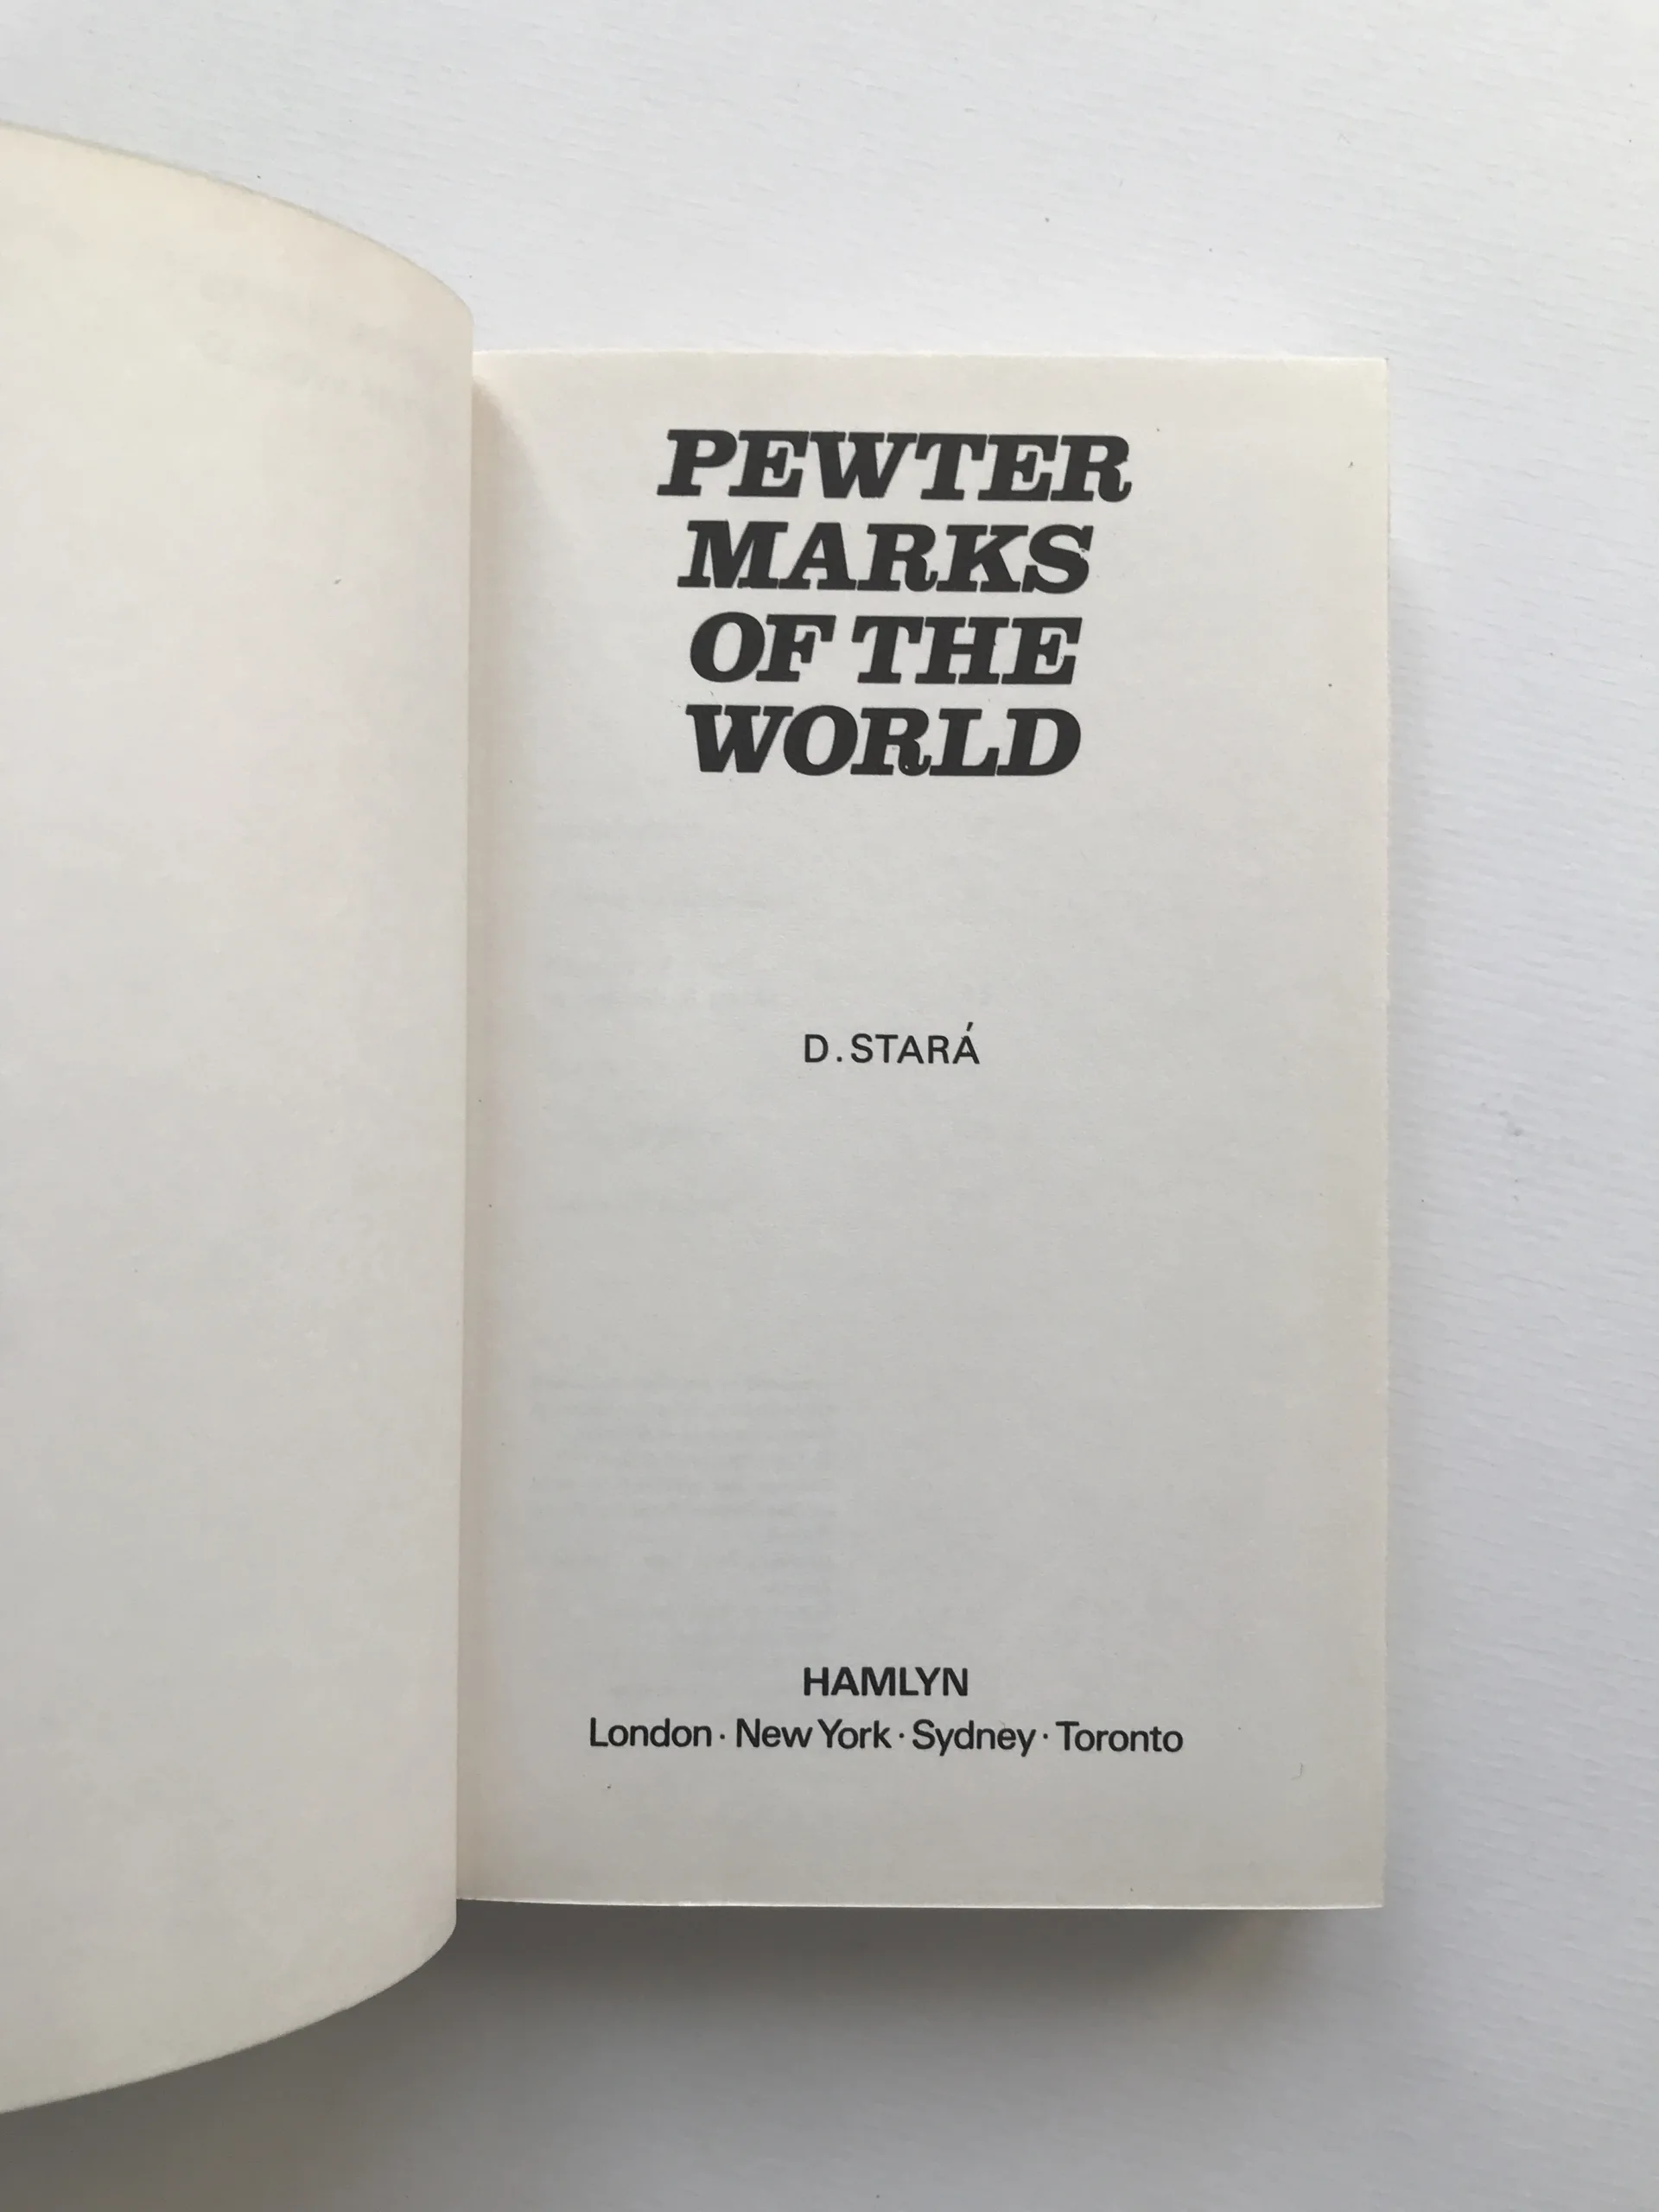 PEWTER
MARKS
OF THE
WORLD
D. STARÁ
HAMLYN
London · New York · Sydney · Toronto